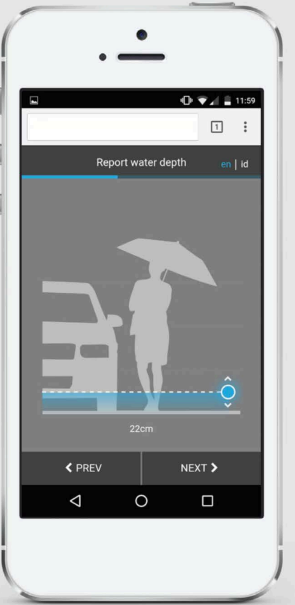 11:59
1
Report water depth
en | id
22cm
PREV
NEXT